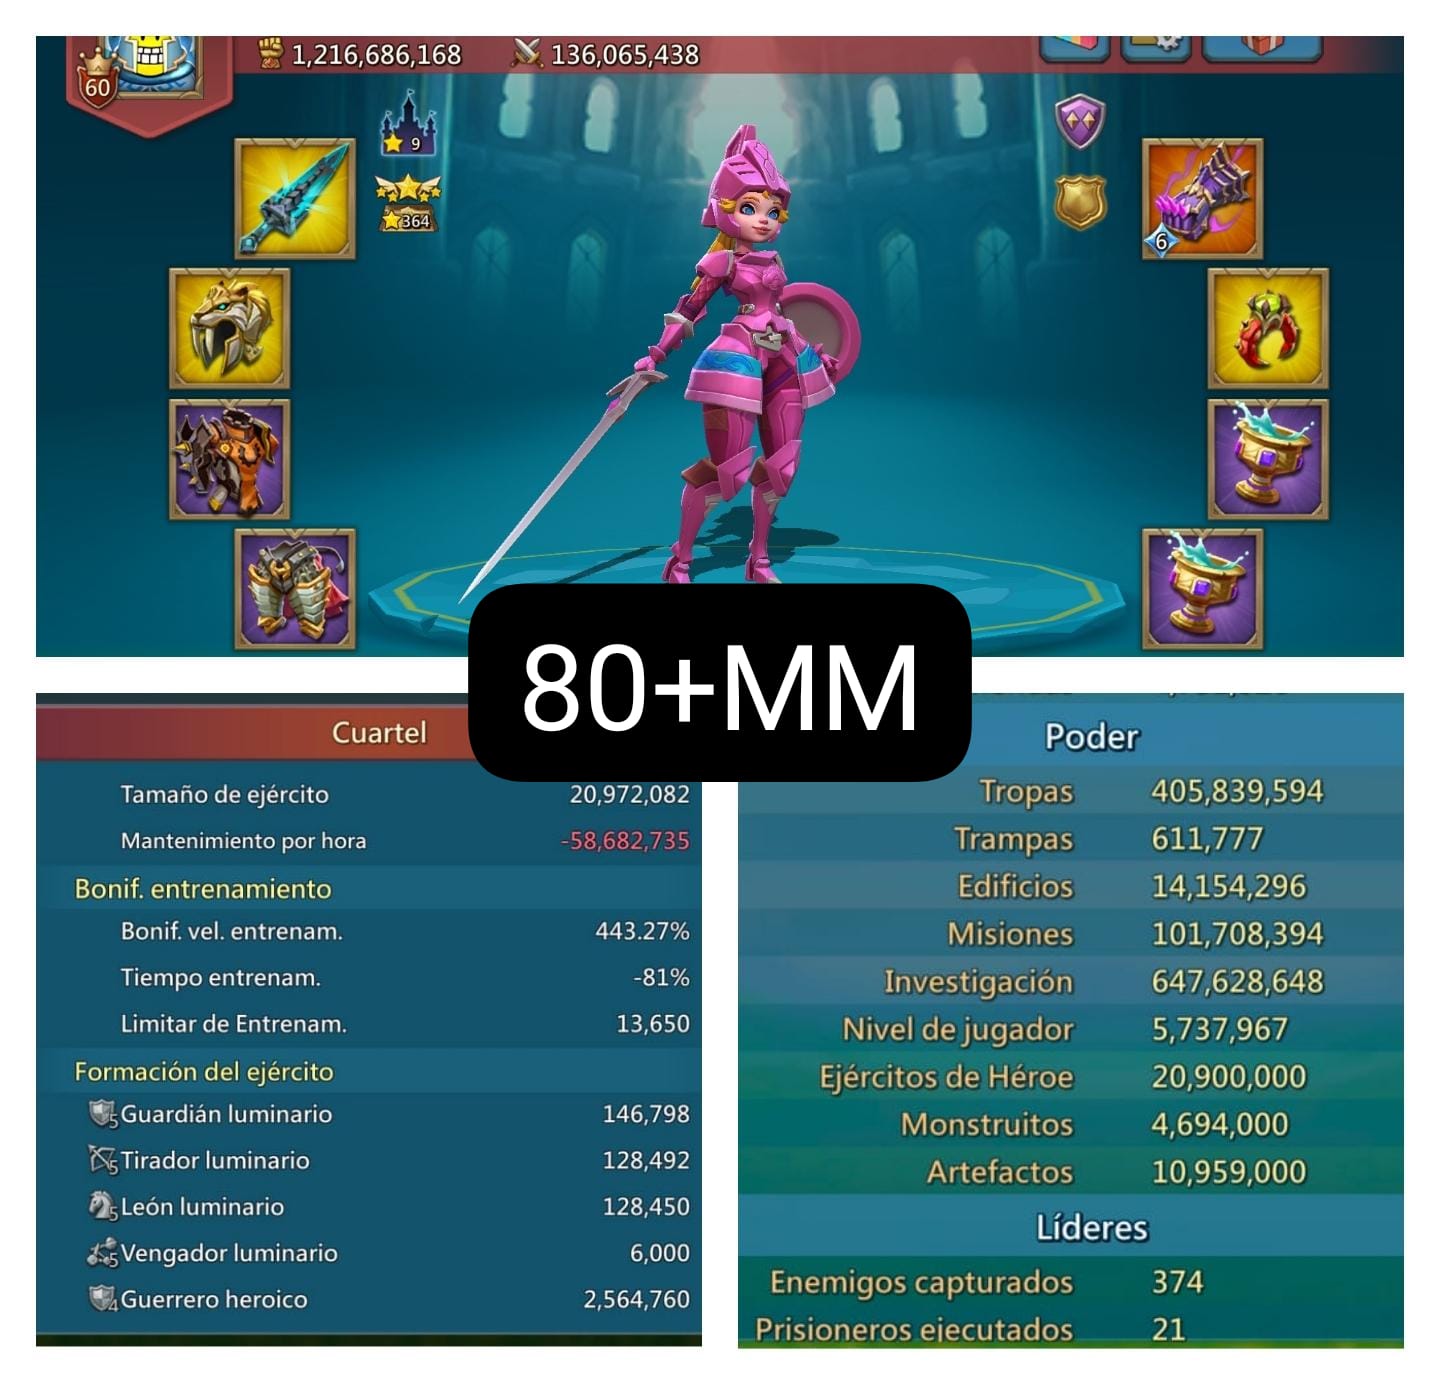 1,216,686,168 136,065,438
60
9
364
6
80+MM
Cuartel
Tamaño de ejército 20,972,082
Mantenimiento por hora -58,682,735
Bonif. entrenamiento
Bonif. vel. entrenam. 443.27%
Tiempo entrenam. -81%
Limitar de Entrenam. 13,650
Formación del ejército
5 Guardián luminario 146,798
5 Tirador luminario 128,492
5 León luminario 128,450
5 Vengador luminario 6,000
4 Guerrero heroico 2,564,760
Poder
Tropas 405,839,594
Trampas 611,777
Edificios 14,154,296
Misiones 101,708,394
Investigación 647,628,648
Nivel de jugador 5,737,967
Ejércitos de Héroe 20,900,000
Monstruitos 4,694,000
Artefactos 10,959,000
Líderes
Enemigos capturados 374
Prisioneros ejecutados 21